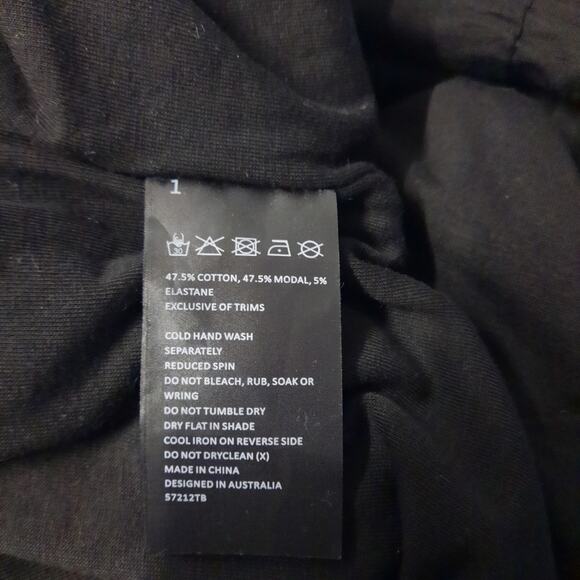 1
30
47.5% COTTON, 47.5% MODAL, 5%
ELASTANE
EXCLUSIVE OF TRIMS
COLD HAND WASH
SEPARATELY
REDUCED SPIN
DO NOT BLEACH, RUB, SOAK OR
WRING
DO NOT TUMBLE DRY
DRY FLAT IN SHADE
COOL IRON ON REVERSE SIDE
DO NOT DRYCLEAN (X)
MADE IN CHINA
DESIGNED IN AUSTRALIA
57212TB